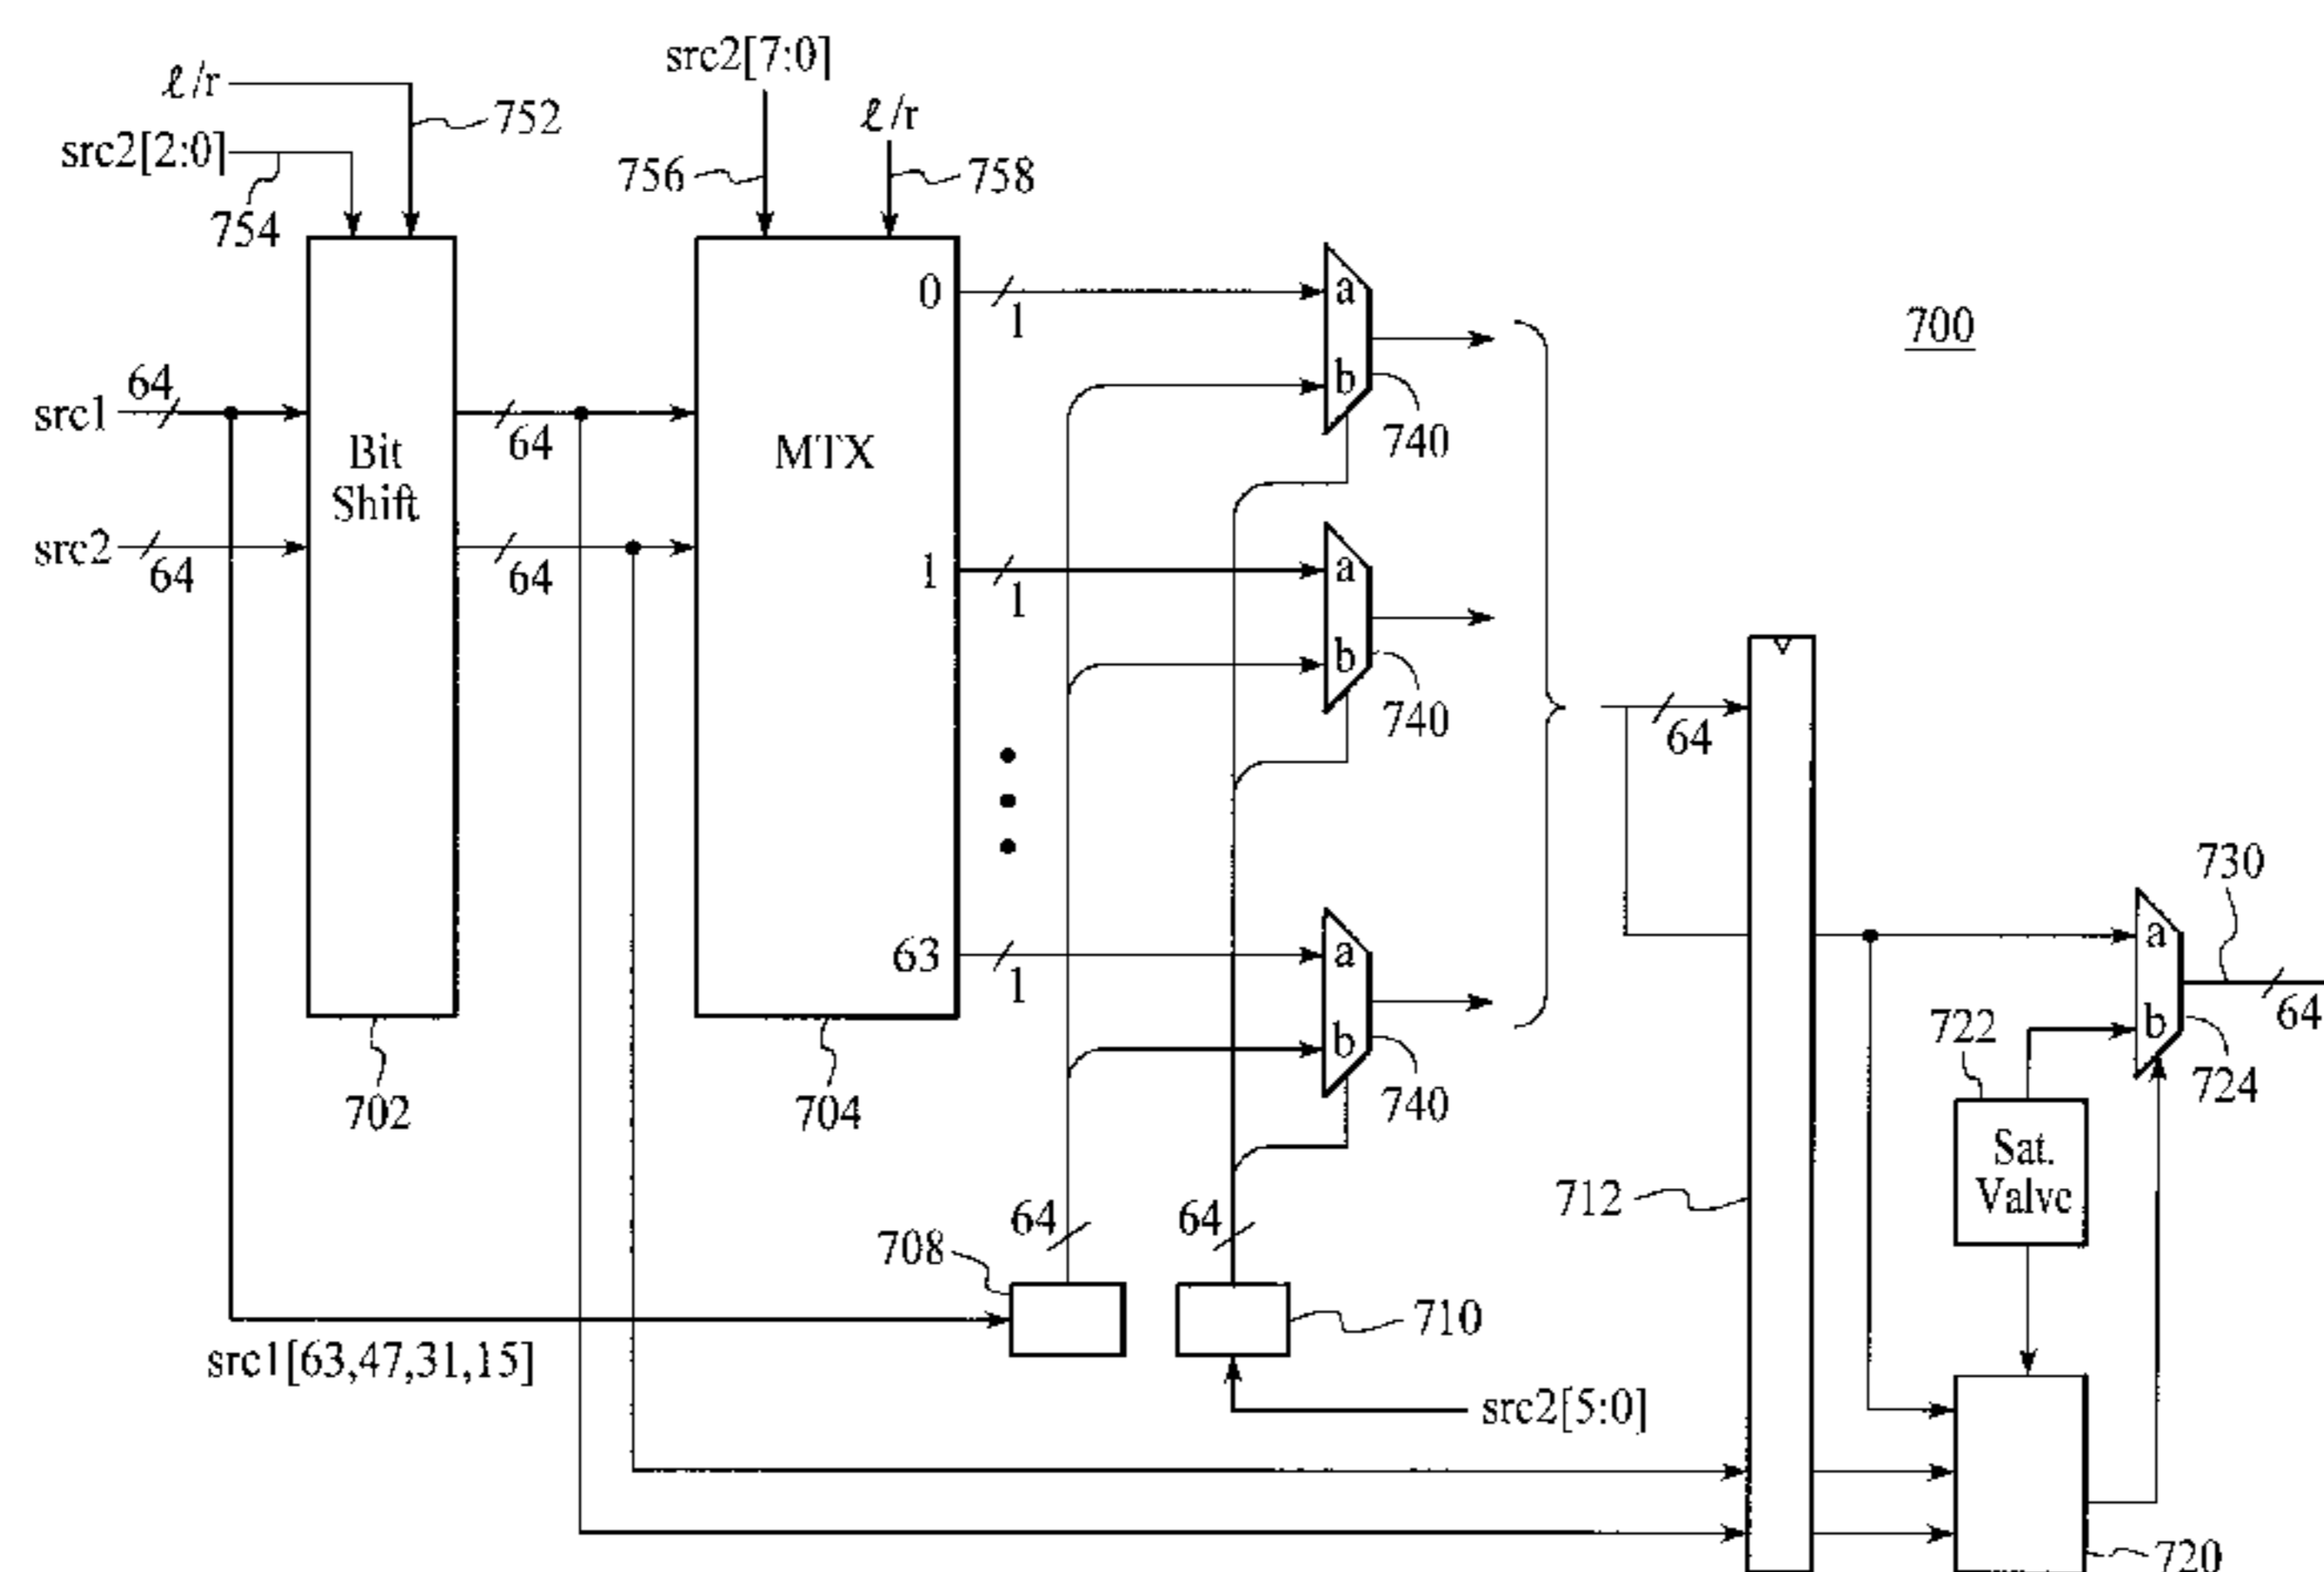 src2[7:0]
ℓ/r
752
ℓ/r
src2[2:0]
756
758
754
0
1
a
b
700
64
src1
64
Bit
Shift
MTX
740
src2
64
64
1
1
a
b
740
64
63
1
a
b
740
730
a
b
64
722
724
702
704
Sat.
Valve
712
64
64
708
710
src1[63,47,31,15]
src2[5:0]
720